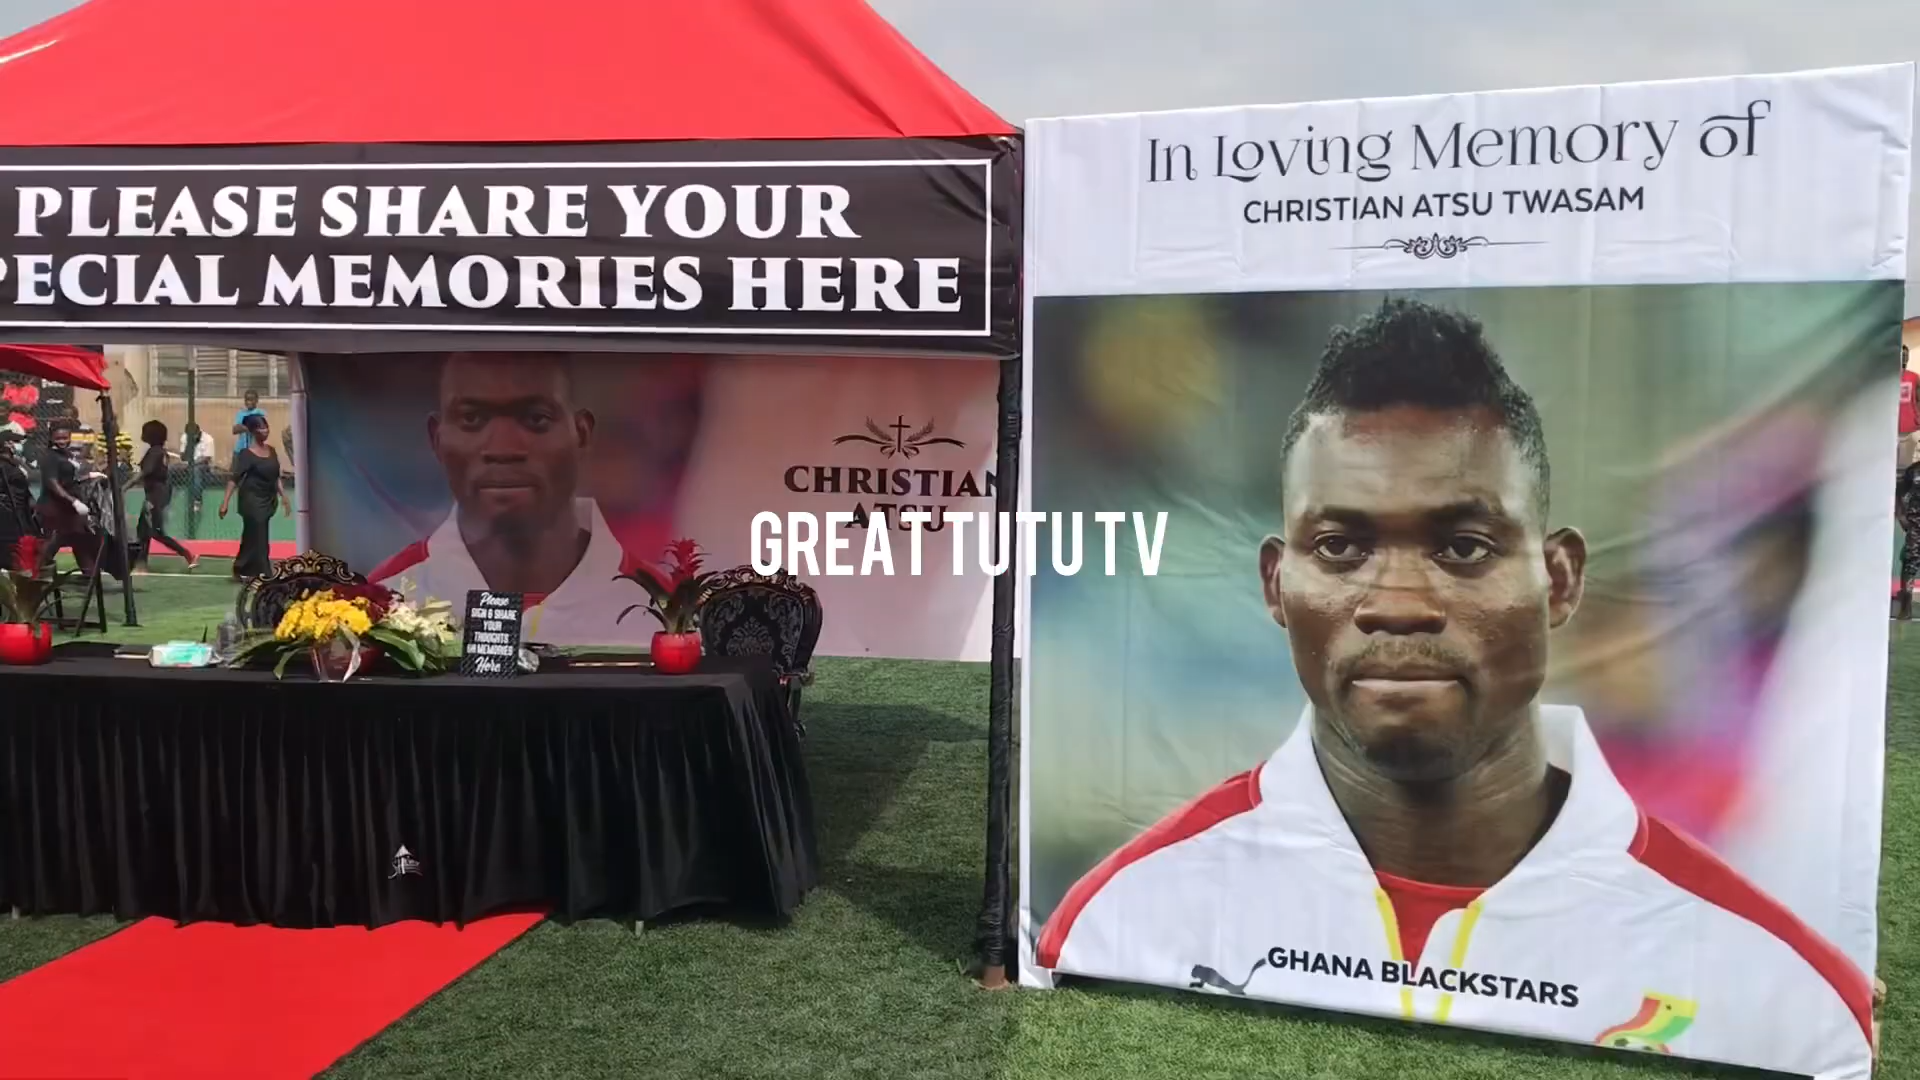 PLEASE SHARE YOUR
PECIAL MEMORIES HERE
In Loving Memory of
CHRISTIAN ATSU TWASAM
CHRISTIAN
ATSU
GREAT TUTU TV
Please
SIGN & SHARE
YOUR
THOUGHTS
OR MEMORIES
Here
GHANA BLACKSTARS